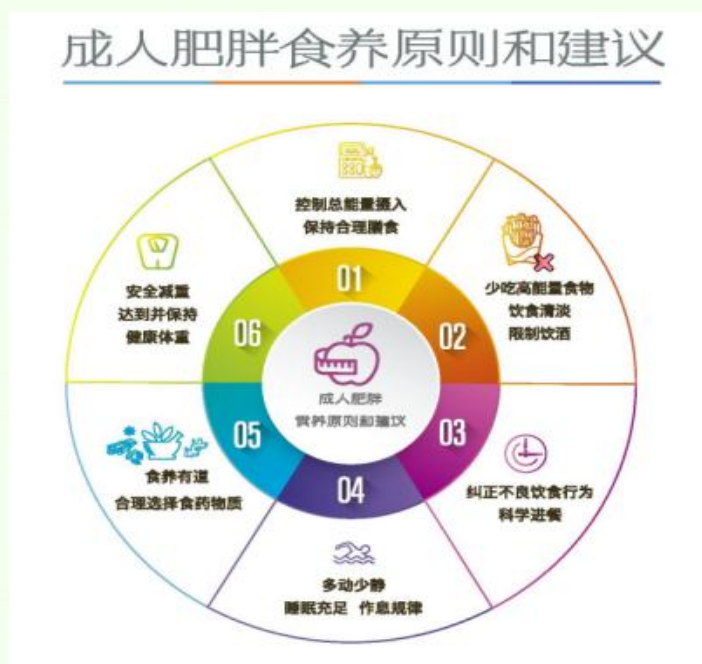 成人肥胖食养原则和建议
控制总能量摄入
保持合理膳食
01
少吃高能量食物
饮食清淡
限制饮酒
02
纠正不良饮食行为
科学进餐
03
多动少静
睡眠充足 作息规律
04
食养有道
合理选择食药物质
05
安全减重
达到并保持
健康体重
06
成人肥胖
食养原则和建议